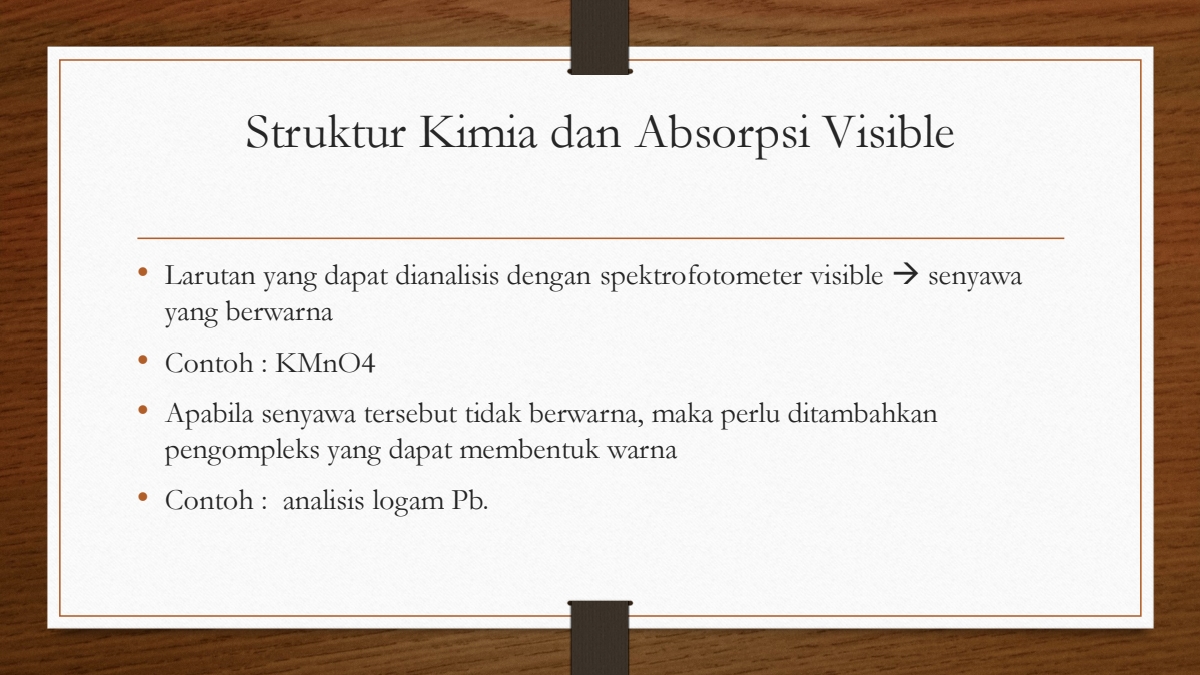 Struktur Kimia dan Absorpsi Visible
• Larutan yang dapat dianalisis dengan spektrofotometer visible → senyawa
yang berwarna
• Contoh : KMnO4
• Apabila senyawa tersebut tidak berwarna, maka perlu ditambahkan
pengompleks yang dapat membentuk warna
• Contoh :  analisis logam Pb.